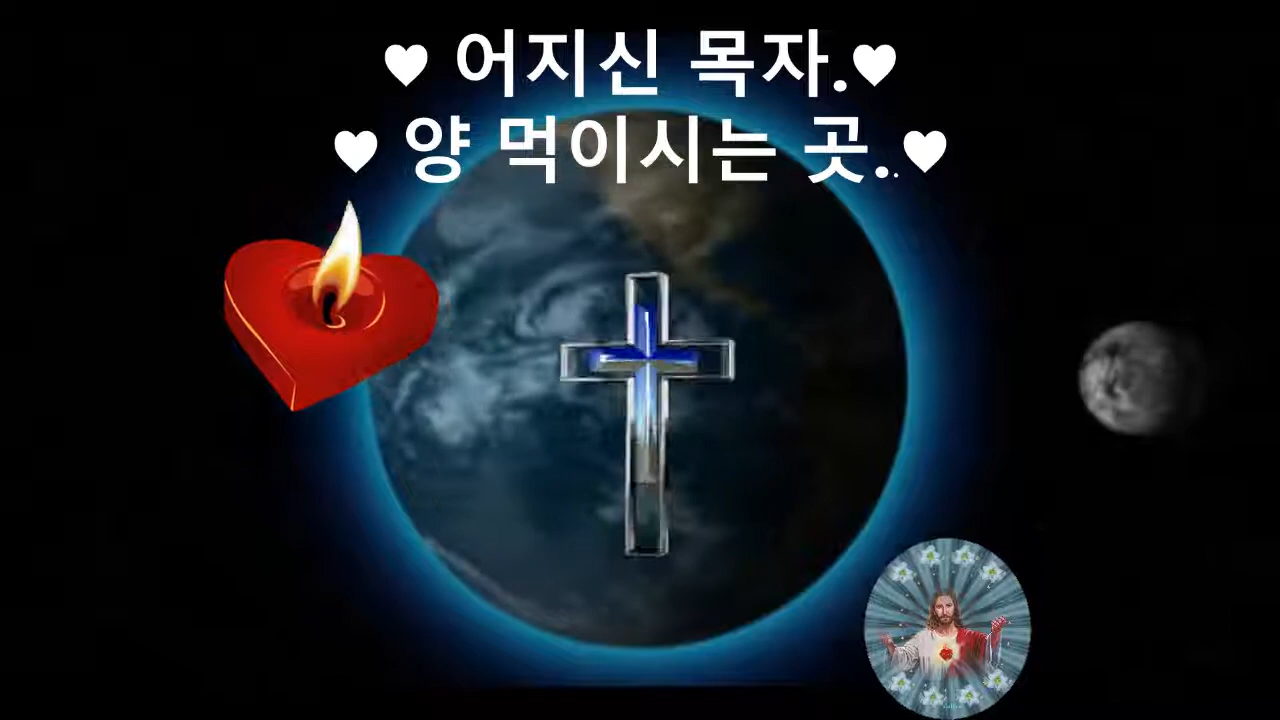 ♥ 어지신 목자.♥
♥ 양 먹이시는 곳..♥